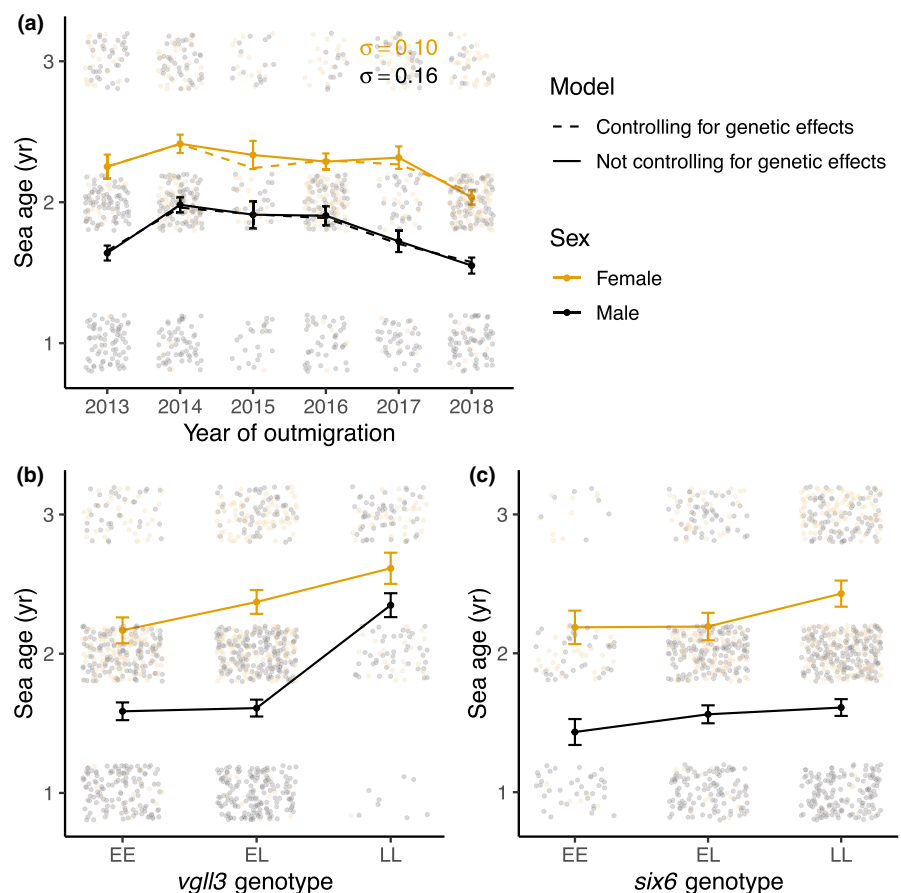 (a)
σ = 0.10
σ = 0.16
3
2
1
Sea age (yr)
2013 2014 2015 2016 2017 2018
Year of outmigration
Model
Controlling for genetic effects
Not controlling for genetic effects
Sex
Female
Male
(b)
3
2
1
Sea age (yr)
EE EL LL
vgll3 genotype
(c)
3
2
1
Sea age (yr)
EE EL LL
six6 genotype